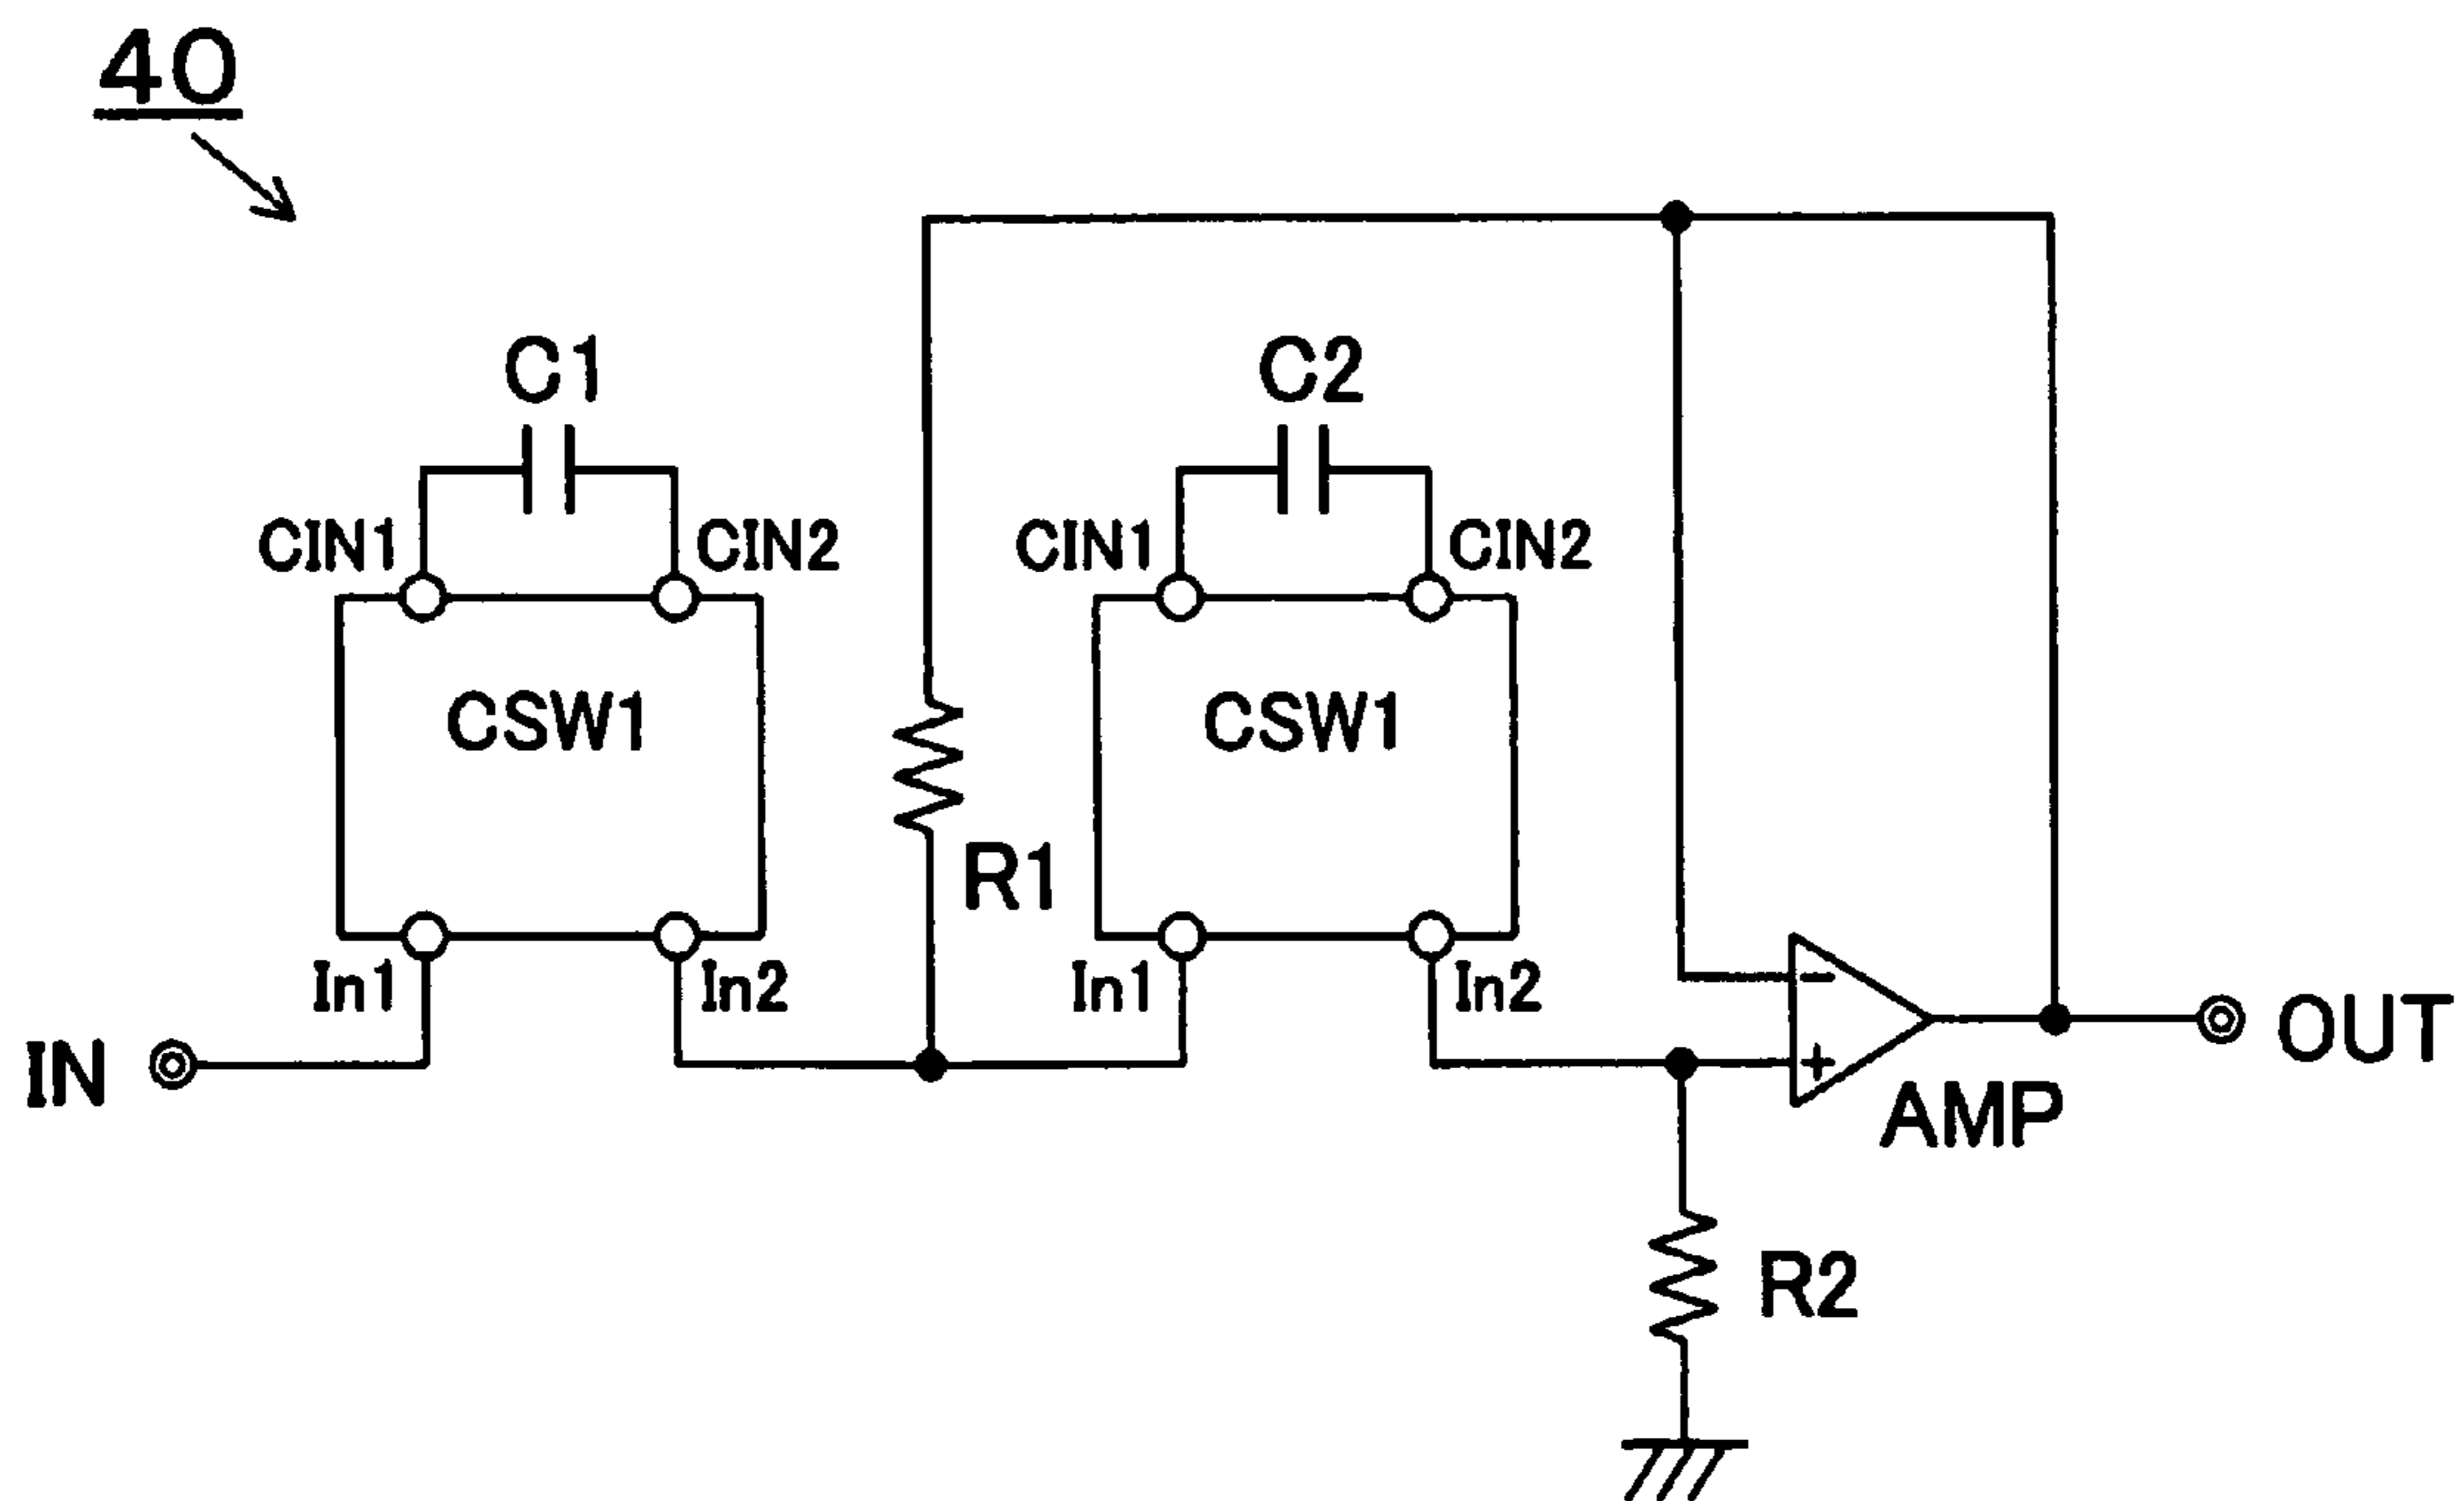 40
C1
C2
CIN1
CIN2
CIN1
CIN2
CSW1
CSW1
R1
In1
In2
In1
In2
−
+
IN
OUT
AMP
R2